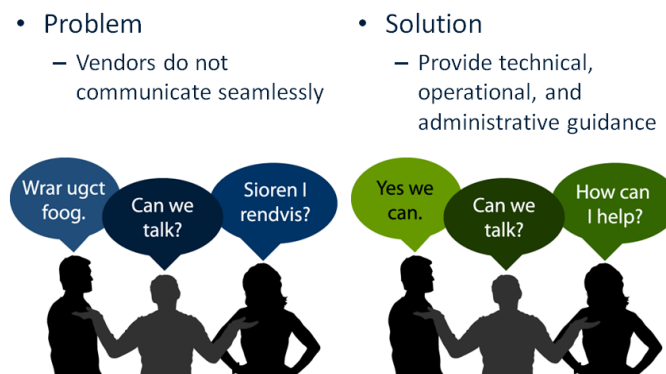 • Problem
– Vendors do not
communicate seamlessly
• Solution
– Provide technical,
operational, and
administrative guidance
Wrar ugct
foog.
Can we
talk?
Sioren I
rendvis?
Yes we
can.
Can we
talk?
How can
I help?